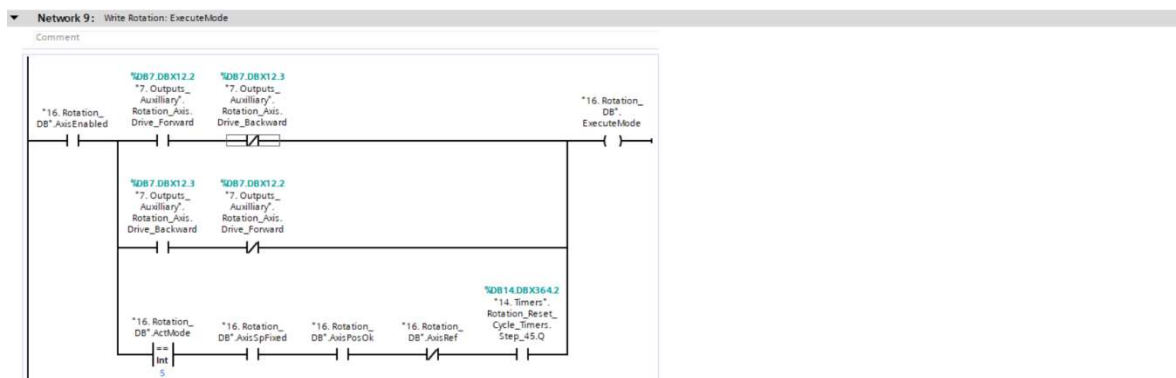 Network 9: Write Rotation: ExecuteMode
Comment
%DB7.DBX12.2
"7. Outputs_
Auxilliary".
Rotation_Axis.
Drive_Forward
%DB7.DBX12.3
"7. Outputs_
Auxilliary".
Rotation_Axis.
Drive_Backward
"16. Rotation_
DB".AxisEnabled
"16. Rotation_
DB".
ExecuteMode
%DB7.DBX12.3
"7. Outputs_
Auxilliary".
Rotation_Axis.
Drive_Backward
%DB7.DBX12.2
"7. Outputs_
Auxilliary".
Rotation_Axis.
Drive_Forward
"16. Rotation_
DB".ActMode
==
Int
5
"16. Rotation_
DB".AxisSpFixed
"16. Rotation_
DB".AxisPosOk
"16. Rotation_
DB".AxisRef
%DB14.DBX364.2
"14. Timers".
Rotation_Reset_
Cycle_Timers.
Step_45.Q